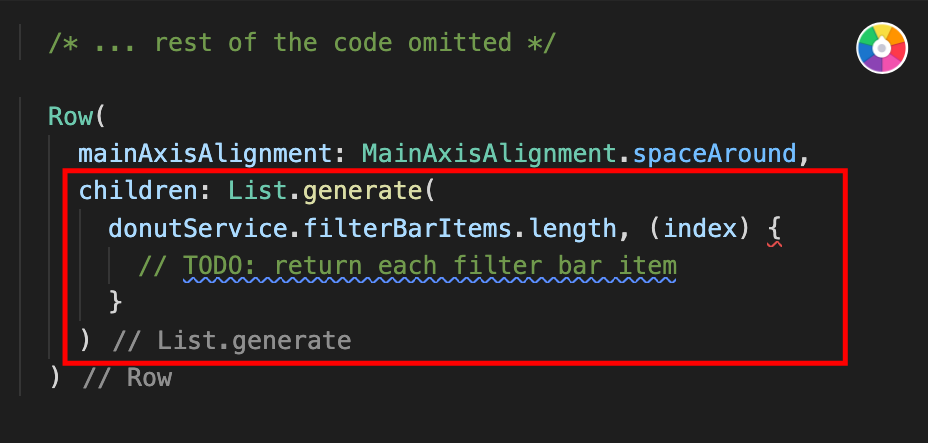 /* ... rest of the code omitted */
Row(
mainAxisAlignment: MainAxisAlignment.spaceAround,
children: List.generate(
donutService.filterBarItems.length, (index) {
// TODO: return each filter bar item
}
) // List.generate
) // Row